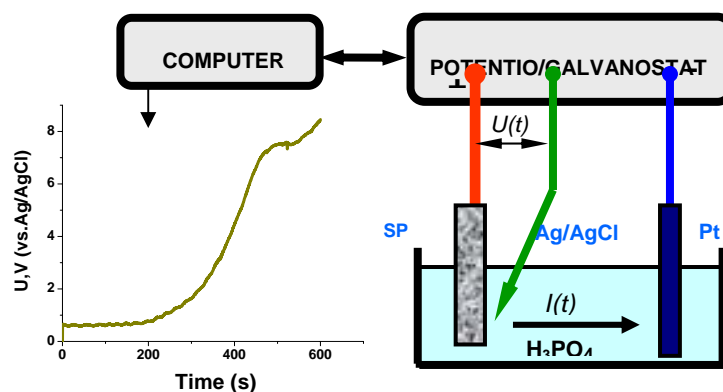 COMPUTER
POTENTIO/GALVANOSTAT
+
-
U(t)
U,V (vs.Ag/AgCl)
8
6
4
2
0
0
200
400
600
Time (s)
SP
Ag/AgCl
Pt
I(t)
H₃PO₄